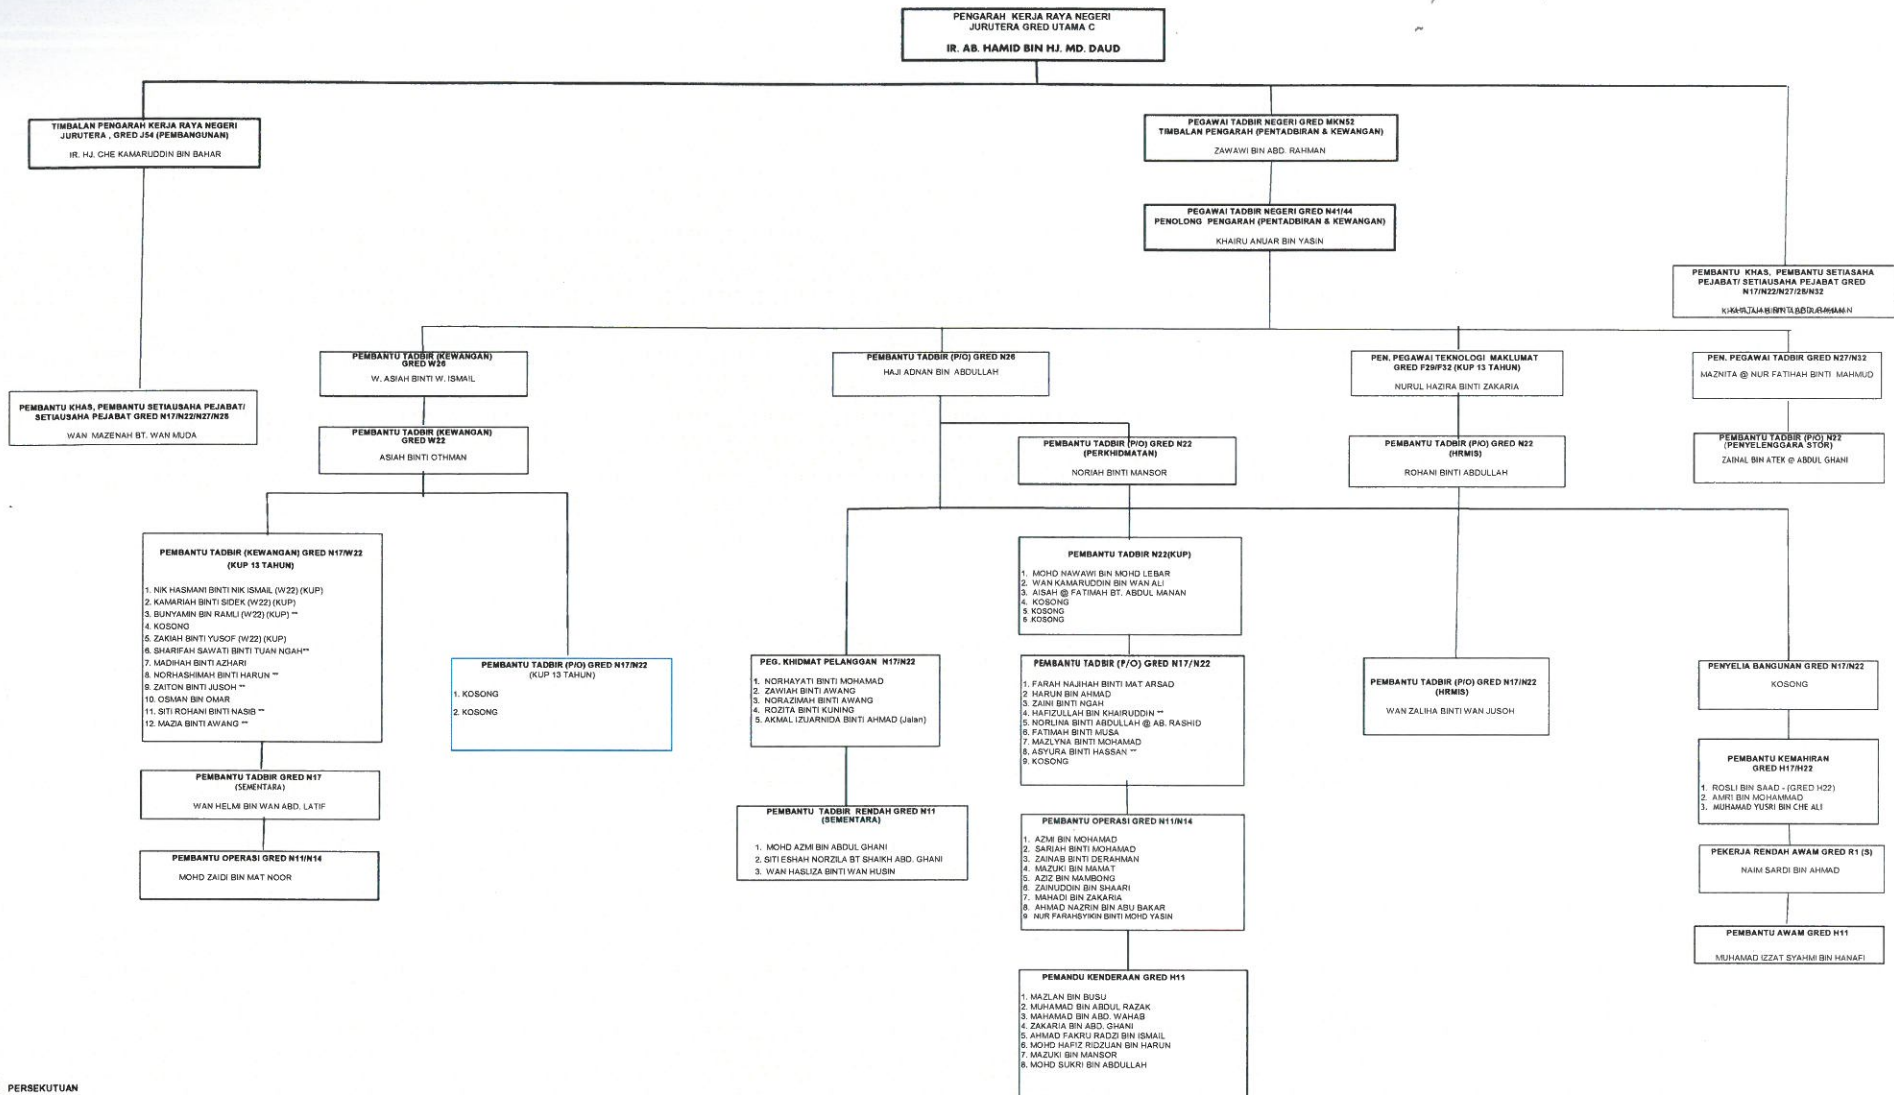 PENGARAH KERJA RAYA NEGERI
JURUTERA GRED UTAMA C
IR. AB. HAMID BIN HJ. MD. DAUD
TIMBALAN PENGARAH KERJA RAYA NEGERI
JURUTERA , GRED J54 (PEMBANGUNAN)
IR. HJ. CHE KAMARUDDIN BIN BAHAR
PEGAWAI TADBIR NEGERI GRED MKN52
TIMBALAN PENGARAH (PENTADBIRAN & KEWANGAN)
ZAWAWI BIN ABD. RAHMAN
PEGAWAI TADBIR NEGERI GRED N41/44
PENOLONG PENGARAH (PENTADBIRAN & KEWANGAN)
KHAIRU ANUAR BIN YASIN
PEMBANTU KHAS, PEMBANTU SETIASAHA
PEJABAT/ SETIAUSAHA PEJABAT GRED
N17/N22/N27/28/N32
PEMBANTU TADBIR (KEWANGAN)
GRED W26
W. ASIAH BINTI W. ISMAIL
PEMBANTU TADBIR (P/O) GRED N26
HAJI ADNAN BIN ABDULLAH
PEN. PEGAWAI TEKNOLOGI MAKLUMAT
GRED F29/F32 (KUP 13 TAHUN)
NURUL HAZIRA BINTI ZAKARIA
PEN. PEGAWAI TADBIR GRED N27/N32
MAZNITA @ NUR FATIHAH BINTI MAHMUD
PEMBANTU KHAS, PEMBANTU SETIAUSAHA PEJABAT/
SETIAUSAHA PEJABAT GRED N17/N22/N27/N28
WAN MAZENAH BT. WAN MUDA
PEMBANTU TADBIR (KEWANGAN)
GRED W22
ASIAH BINTI OTHMAN
PEMBANTU TADBIR (P/O) GRED N22
(PERKHIDMATAN)
NORIAH BINTI MANSOR
PEMBANTU TADBIR (P/O) GRED N22
(HRMIS)
ROHANI BINTI ABDULLAH
PEMBANTU TADBIR (P/O) N22
(PENYELENGGARA STOR)
ZAINAL BIN ATEK @ ABDUL GHANI
PEMBANTU TADBIR (KEWANGAN) GRED N17/W22
(KUP 13 TAHUN)
1. NIK HASMANI BINTI NIK ISMAIL (W22) (KUP)
2. KAMARIAH BINTI SIDEK (W22) (KUP)
3. BUNYAMIN BIN RAMLI (W22) (KUP) **
4. KOSONG
5. ZAKIAH BINTI YUSOF (W22) (KUP)
6. SHARIFAH SAWATI BINTI TUAN NGAH**
7. MADIHAH BINTI AZHARI
8. NORHASHIMAH BINTI HARUN **
9. ZAITON BINTI JUSOH **
10. OSMAN BIN OMAR
11. SITI ROHANI BINTI NASIB **
12. MAZIA BINTI AWANG **
PEMBANTU TADBIR GRED N17
(SEMENTARA)
WAN HELMI BIN WAN ABD. LATIF
PEMBANTU OPERASI GRED N11/N14
MOHD ZAIDI BIN MAT NOOR
PEMBANTU TADBIR (P/O) GRED N17/N22
(KUP 13 TAHUN)
1. KOSONG
2. KOSONG
PEG. KHIDMAT PELANGGAN N17/N22
1. NORHAYATI BINTI MOHAMAD
2. ZAWIAH BINTI AWANG
3. NORAZIMAH BINTI AWANG
4. ROZITA BINTI KUNING
5. AKMAL IZUARNIDA BINTI AHMAD (Jalan)
PEMBANTU TADBIR RENDAH GRED N11
(SEMENTARA)
1. MOHD AZMI BIN ABDUL GHANI
2. SITI ESHAH NORZILA BT SHAIKH ABD. GHANI
3. WAN HASLIZA BINTI WAN HUSIN
PEMBANTU TADBIR N22(KUP)
1. MOHD NAWAWI BIN MOHD LEBAR
2. WAN KAMARUDDIN BIN WAN ALI
3. AISAH @ FATIMAH BT. ABDUL MANAN
4. KOSONG
5 KOSONG
6 KOSONG
PEMBANTU TADBIR (P/O) GRED N17/N22
1. FARAH NAJIHAH BINTI MAT ARSAD
2 HARUN BIN AHMAD
3. ZAINI BINTI NGAH
4. HAFIZULLAH BIN KHAIRUDDIN **
5. NORLINA BINTI ABDULLAH @ AB. RASHID
6. FATIMAH BINTI MUSA
7. MAZLYNA BINTI MOHAMAD
8. ASYURA BINTI HASSAN **
9. KOSONG
PEMBANTU OPERASI GRED N11/N14
1. AZMI BIN MOHAMAD
2. SARIAH BINTI MOHAMAD
3. ZAINAB BINTI DERAHMAN
4. MAZUKI BIN MAMAT
5. AZIZ BIN MAMBONG
6. ZAINUDDIN BIN SHAARI
7. MAHADI BIN ZAKARIA
8. AHMAD NAZRIN BIN ABU BAKAR
9 NUR FARAHSYIKIN BINTI MOHD YASIN
PEMANDU KENDERAAN GRED H11
1. MAZLAN BIN BUSU
2. MUHAMAD BIN ABDUL RAZAK
3. MAHAMAD BIN ABD. WAHAB
4. ZAKARIA BIN ABD. GHANI
5. AHMAD FAKRU RADZI BIN ISMAIL
6. MOHD HAFIZ RIDZUAN BIN HARUN
7. MAZUKI BIN MANSOR
8. MOHD SUKRI BIN ABDULLAH
PEMBANTU TADBIR (P/O) GRED N17/N22
(HRMIS)
WAN ZALIHA BINTI WAN JUSOH
PENYELIA BANGUNAN GRED N17/N22
KOSONG
PEMBANTU KEMAHIRAN
GRED H17/H22
1. ROSLI BIN SAAD - (GRED H22)
2. AMRI BIN MOHAMMAD
3. MUHAMAD YUSRI BIN CHE ALI
PEKERJA RENDAH AWAM GRED R1 (S)
NAIM SARDI BIN AHMAD
PEMBANTU AWAM GRED H11
MUHAMAD IZZAT SYAHMI BIN HANAFI
PERSEKUTUAN